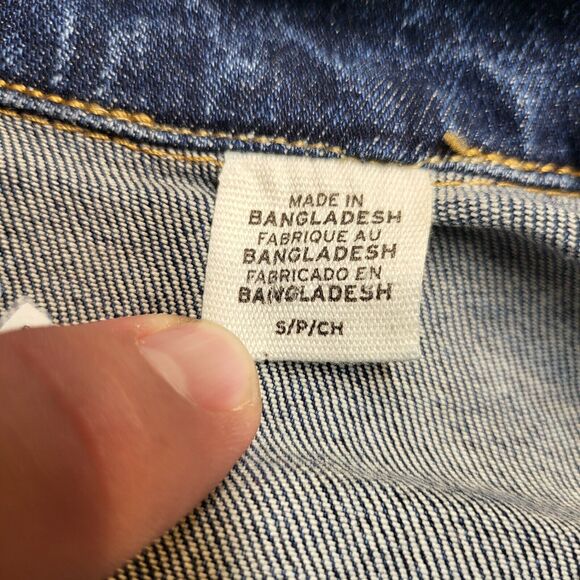 MADE IN
BANGLADESH
FABRIQUE AU
BANGLADESH
FABRICADO EN
BANGLADESH
S/P/CH